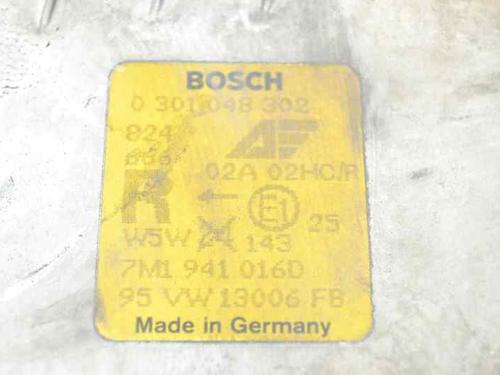 BOSCH
0 301 048 302
824
AF
02A 02HC/R
R ← E1 25
W5W 143
7M1 941 016D
95 VW 13006 FB
Made in Germany